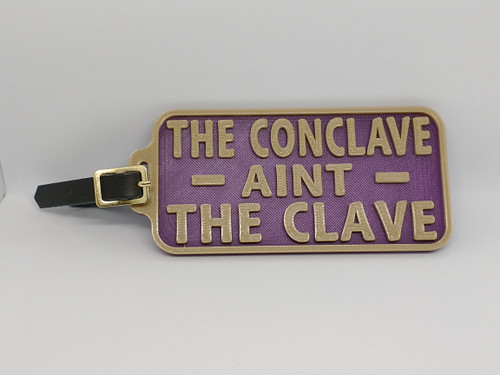 THE CONCLAVE
- AINT -
THE CLAVE